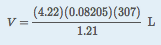 V = (4.22)(0.08205)(307) / 1.21 L